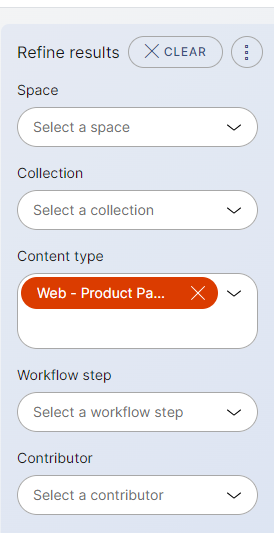 Refine results
CLEAR
Space
Select a space
Collection
Select a collection
Content type
Web - Product Pa...
Workflow step
Select a workflow step
Contributor
Select a contributor